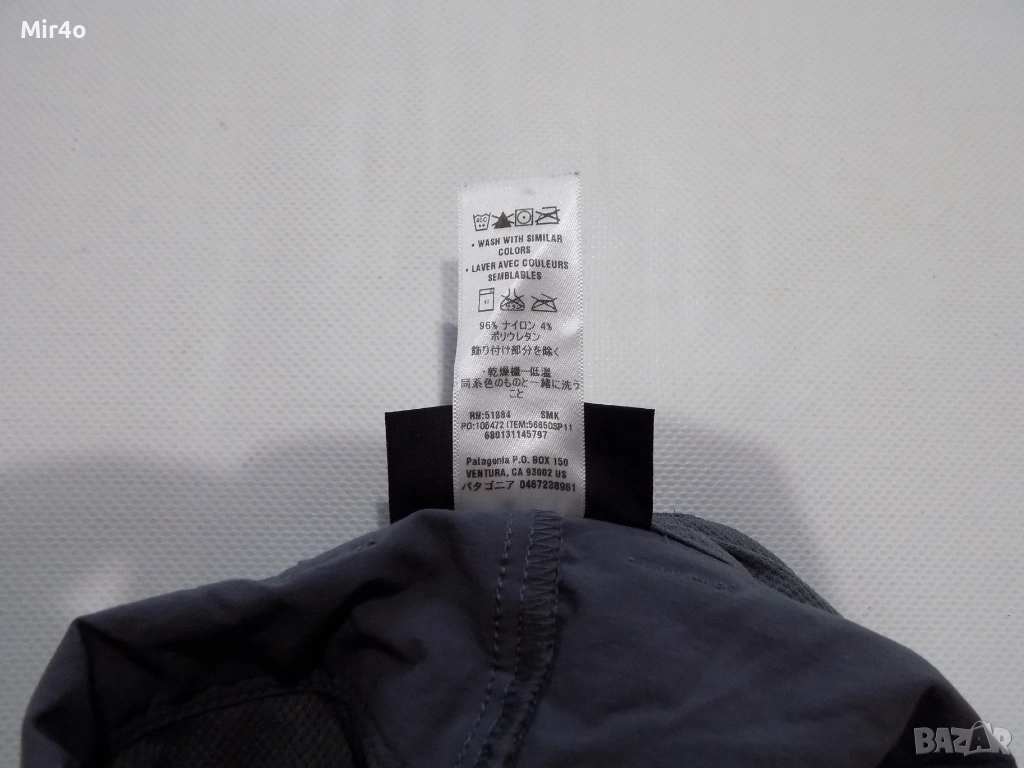 Mir4o
40C
• WASH WITH SIMILAR
COLORS
• LAVER AVEC COULEURS
SEMBLABLES
40
96% ナイロン 4%
ポリウレタン
飾り付け部分を除く
・乾燥機一低温
同系色のものと一緒に洗う
こと
RN:51884 SMK
PO:106472 ITEM:56650SP11
680131145797
Patagonia P.O. BOX 150
VENTURA, CA 93002 US
パタゴニア 0467238961
BAZAR